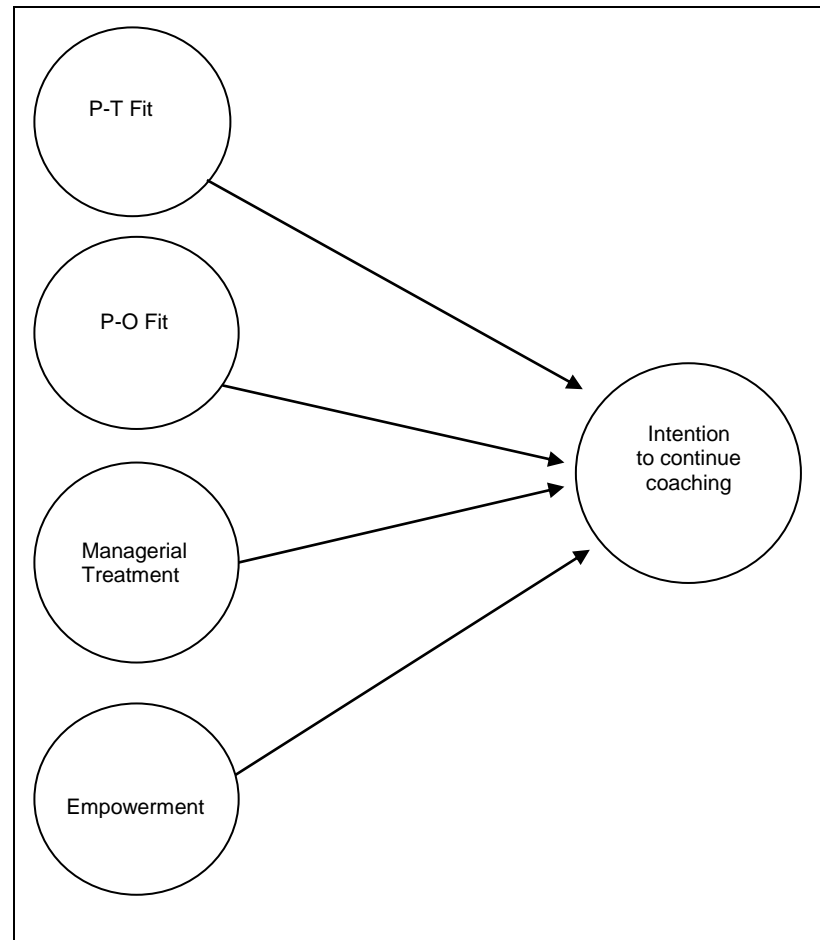 P-T Fit
P-O Fit
Intention
to continue
coaching
Managerial
Treatment
Empowerment